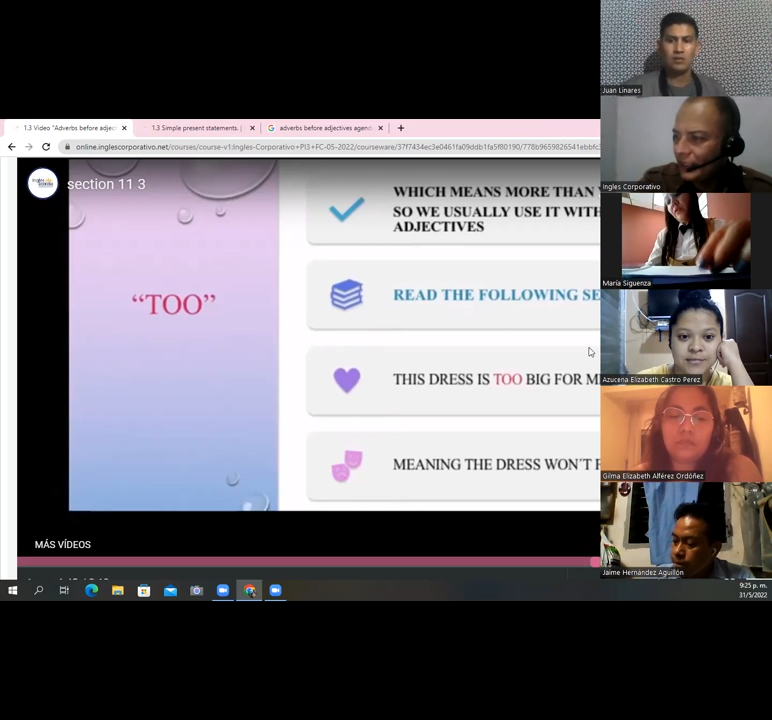 1.3 Video "Adverbs before adjec
1.3 Simple present statements. |
adverbs before adjectives agend
online.inglescorporativo.net/courses/course-v1:Ingles-Corporativo+PI3+FC-05-2022/courseware/37f7434ec3e0461fa09ddb1fa5f80190/778b9659826541ebbfc3
section 11 3
WHICH MEANS MORE THAN
SO WE USUALLY USE IT WITH
ADJECTIVES
"TOO"
READ THE FOLLOWING SE
THIS DRESS IS TOO BIG FOR M
MEANING THE DRESS WON´T F
MÁS VÍDEOS
Juan Linares
Ingles Corporativo
María Siguenza
Azucena Elizabeth Castro Perez
Gilma Elizabeth Alférez Ordóñez
Jaime Hernández Aguillón
9:25 p. m.
31/5/2022